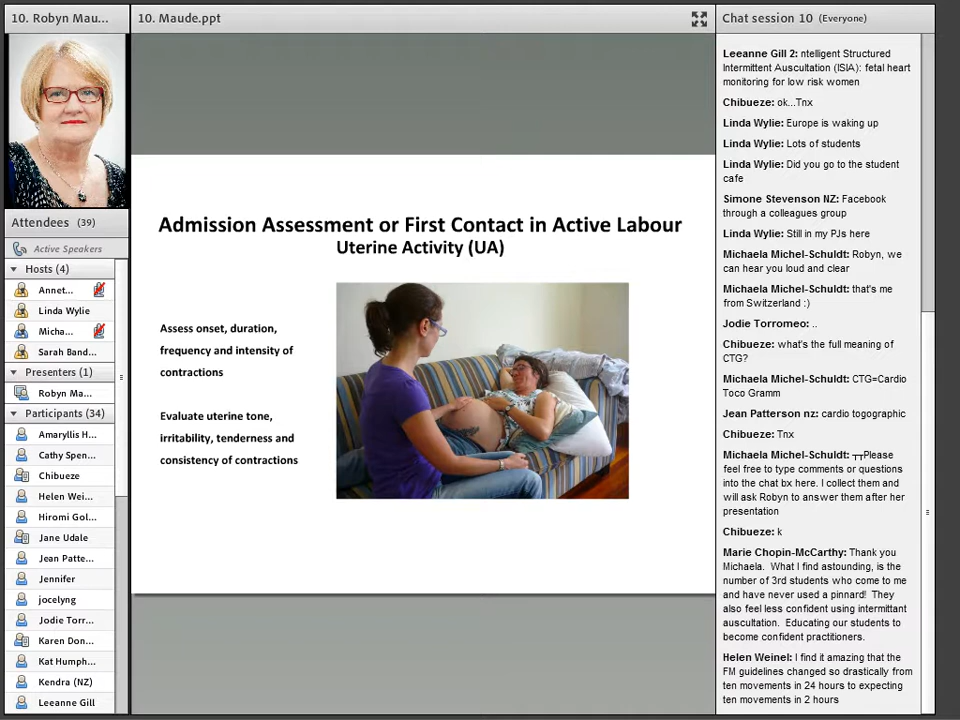 10. Robyn Mau...
10. Maude.ppt
Chat session 10 (Everyone)
Attendees (39)
Active Speakers
Hosts (4)
Annet...
Linda Wylie
Micha...
Sarah Band...
Presenters (1)
Robyn Ma...
Participants (34)
Amaryllis H...
Cathy Spen...
Chibueze
Helen Wei...
Hiromi Gol...
Jane Udale
Jean Patte...
Jennifer
jocelyng
Jodie Torr...
Karen Don...
Kat Humph...
Kendra (NZ)
Leeanne Gill
Admission Assessment or First Contact in Active Labour
Uterine Activity (UA)
Assess onset, duration,
frequency and intensity of
contractions
Evaluate uterine tone,
irritability, tenderness and
consistency of contractions
Leeanne Gill 2: ntelligent Structured
Intermittent Auscultation (ISIA): fetal heart
monitoring for low risk women
Chibueze: ok...Tnx
Linda Wylie: Europe is waking up
Linda Wylie: Lots of students
Linda Wylie: Did you go to the student
cafe
Simone Stevenson NZ: Facebook
through a colleagues group
Linda Wylie: Still in my PJs here
Michaela Michel-Schuldt: Robyn, we
can hear you loud and clear
Michaela Michel-Schuldt: that's me
from Switzerland :)
Jodie Torromeo: ..
Chibueze: what's the full meaning of
CTG?
Michaela Michel-Schuldt: CTG=Cardio
Toco Gramm
Jean Patterson nz: cardio togographic
Chibueze: Tnx
Michaela Michel-Schuldt: ┬┬Please
feel free to type comments or questions
into the chat bx here. I collect them and
will ask Robyn to answer them after her
presentation
Chibueze: k
Marie Chopin-McCarthy: Thank you
Michaela. What I find astounding, is the
number of 3rd students who come to me
and have never used a pinnard! They
also feel less confident using intermittant
auscultation. Educating our students to
become confident practitioners.
Helen Weinel: I find it amazing that the
FM guidelines changed so drastically from
ten movements in 24 hours to expecting
ten movements in 2 hours